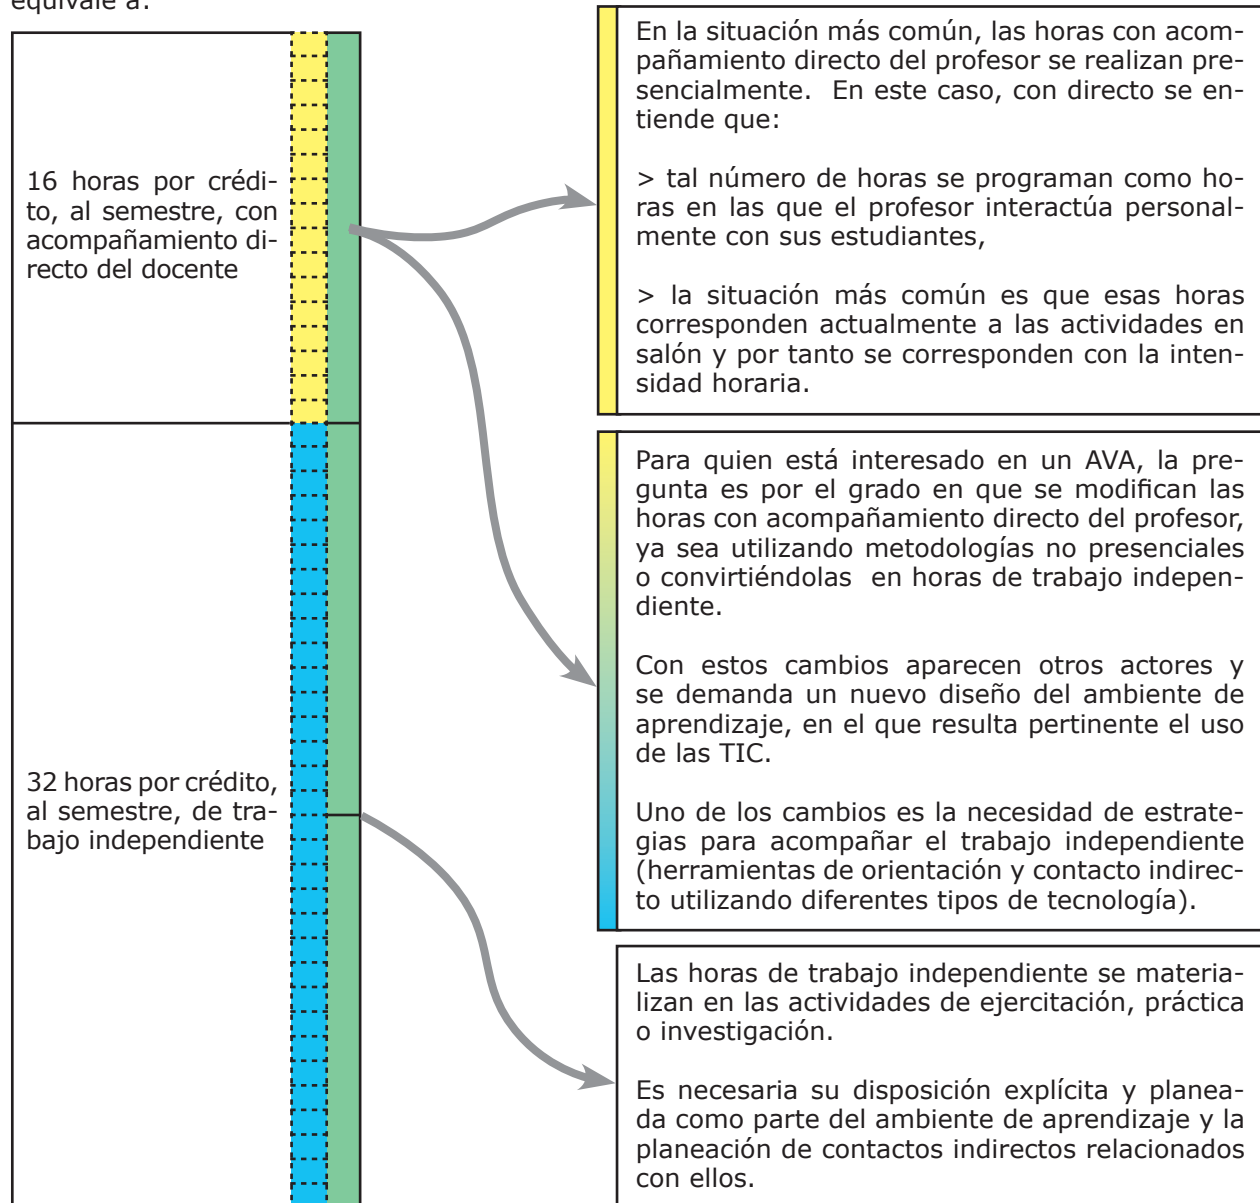 equivale a:
16 horas por crédi-
to, al semestre, con
acompañamiento di-
recto del docente
32 horas por crédito,
al semestre, de tra-
bajo independiente
En la situación más común, las horas con acom-
pañamiento directo del profesor se realizan pre-
sencialmente. En este caso, con directo se en-
tiende que:
> tal número de horas se programan como ho-
ras en las que el profesor interactúa personal-
mente con sus estudiantes,
> la situación más común es que esas horas
corresponden actualmente a las actividades en
salón y por tanto se corresponden con la inten-
sidad horaria.
Para quien está interesado en un AVA, la pre-
gunta es por el grado en que se modifican las
horas con acompañamiento directo del profesor,
ya sea utilizando metodologías no presenciales
o convirtiéndolas en horas de trabajo indepen-
diente.
Con estos cambios aparecen otros actores y
se demanda un nuevo diseño del ambiente de
aprendizaje, en el que resulta pertinente el uso
de las TIC.
Uno de los cambios es la necesidad de estrate-
gias para acompañar el trabajo independiente
(herramientas de orientación y contacto indirec-
to utilizando diferentes tipos de tecnología).
Las horas de trabajo independiente se materia-
lizan en las actividades de ejercitación, práctica
o investigación.
Es necesaria su disposición explícita y planea-
da como parte del ambiente de aprendizaje y la
planeación de contactos indirectos relacionados
con ellos.